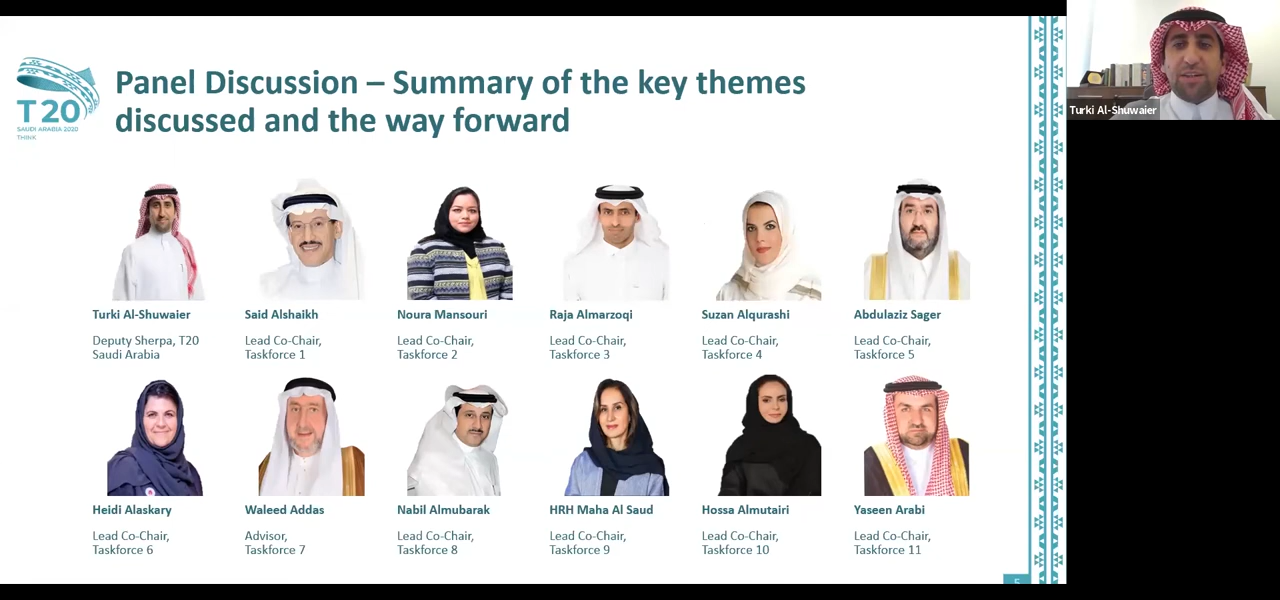 Panel Discussion – Summary of the key themes
discussed and the way forward
T20
SAUDI ARABIA 2020
THINK
Turki Al-Shuwaier
Turki Al-Shuwaier
Deputy Sherpa, T20
Saudi Arabia
Said Alshaikh
Lead Co-Chair,
Taskforce 1
Noura Mansouri
Lead Co-Chair,
Taskforce 2
Raja Almarzoqi
Lead Co-Chair,
Taskforce 3
Suzan Alqurashi
Lead Co-Chair,
Taskforce 4
Abdulaziz Sager
Lead Co-Chair,
Taskforce 5
Heidi Alaskary
Lead Co-Chair,
Taskforce 6
Waleed Addas
Advisor,
Taskforce 7
Nabil Almubarak
Lead Co-Chair,
Taskforce 8
HRH Maha Al Saud
Lead Co-Chair,
Taskforce 9
Hossa Almutairi
Lead Co-Chair,
Taskforce 10
Yaseen Arabi
Lead Co-Chair,
Taskforce 11